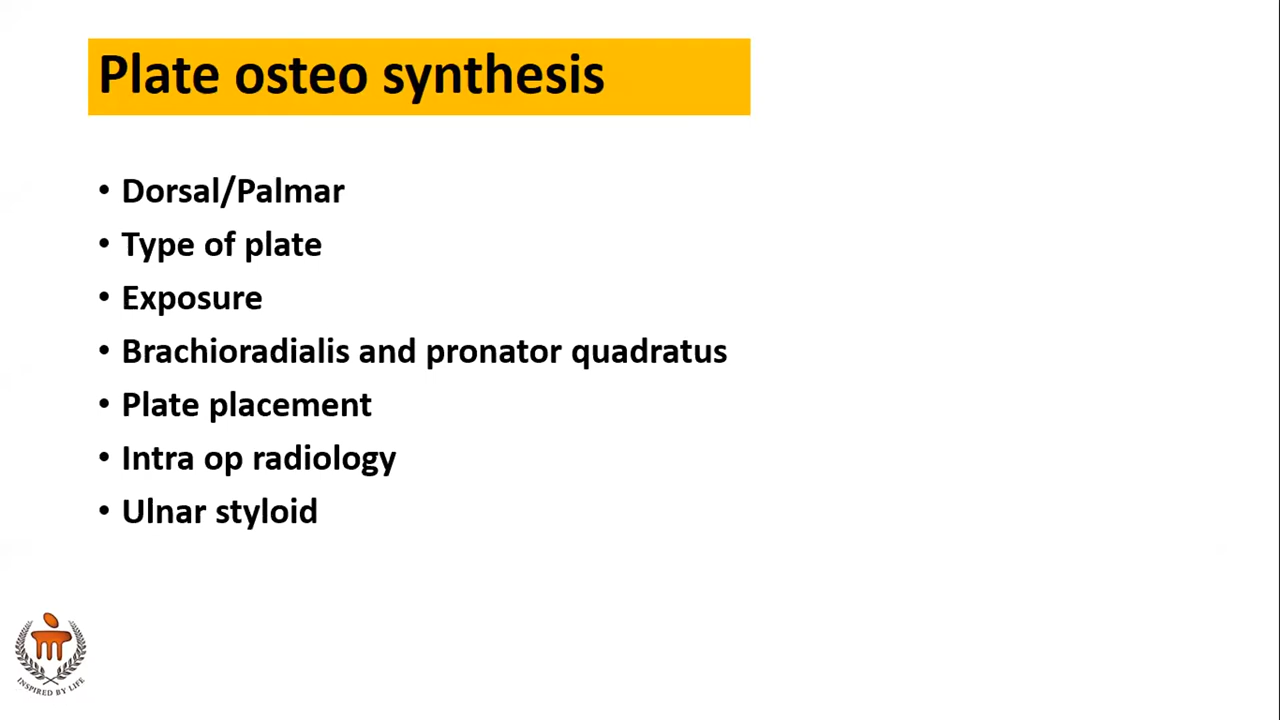 Plate osteo synthesis
• Dorsal/Palmar
• Type of plate
• Exposure
• Brachioradialis and pronator quadratus
• Plate placement
• Intra op radiology
• Ulnar styloid
INSPIRED BY LIFE